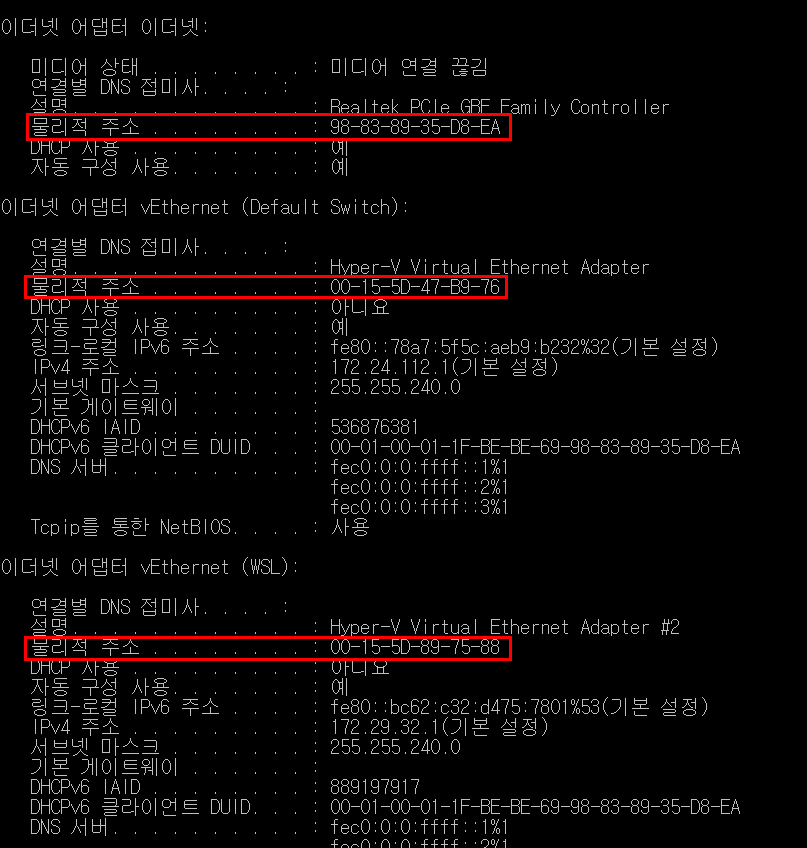 이더넷 어댑터 이더넷:
미디어 상태 . . . . . . . . : 미디어 연결 끊김
연결별 DNS 접미사. . . . :
설명. . . . . . . . . . . . : Realtek PCIe GBE Family Controller
물리적 주소 . . . . . . . . : 98-83-89-35-D8-EA
DHCP 사용 . . . . . . . . . : 예
자동 구성 사용. . . . . . . : 예
이더넷 어댑터 vEthernet (Default Switch):
연결별 DNS 접미사. . . . :
설명. . . . . . . . . . . . : Hyper-V Virtual Ethernet Adapter
물리적 주소 . . . . . . . . : 00-15-5D-47-B9-76
DHCP 사용 . . . . . . . . . : 아니요
자동 구성 사용. . . . . . . : 예
링크-로컬 IPv6 주소 . . . . : fe80::78a7:5f5c:aeb9:b232%32(기본 설정)
IPv4 주소 . . . . . . . . . : 172.24.112.1(기본 설정)
서브넷 마스크 . . . . . . . : 255.255.240.0
기본 게이트웨이 . . . . . . :
DHCPv6 IAID . . . . . . . . : 536876381
DHCPv6 클라이언트 DUID. . . : 00-01-00-01-1F-BE-BE-69-98-83-89-35-D8-EA
DNS 서버. . . . . . . . . . : fec0:0:0:ffff::1%1
fec0:0:0:ffff::2%1
fec0:0:0:ffff::3%1
Tcpip를 통한 NetBIOS. . . . : 사용
이더넷 어댑터 vEthernet (WSL):
연결별 DNS 접미사. . . . :
설명. . . . . . . . . . . . : Hyper-V Virtual Ethernet Adapter #2
물리적 주소 . . . . . . . . : 00-15-5D-89-75-88
DHCP 사용 . . . . . . . . . : 아니요
자동 구성 사용. . . . . . . : 예
링크-로컬 IPv6 주소 . . . . : fe80::bc62:c32:d475:7801%53(기본 설정)
IPv4 주소 . . . . . . . . . : 172.29.32.1(기본 설정)
서브넷 마스크 . . . . . . . : 255.255.240.0
기본 게이트웨이 . . . . . . :
DHCPv6 IAID . . . . . . . . : 889197917
DHCPv6 클라이언트 DUID. . . : 00-01-00-01-1F-BE-BE-69-98-83-89-35-D8-EA
DNS 서버. . . . . . . . . . : fec0:0:0:ffff::1%1
fec0:0:0:ffff::2%1